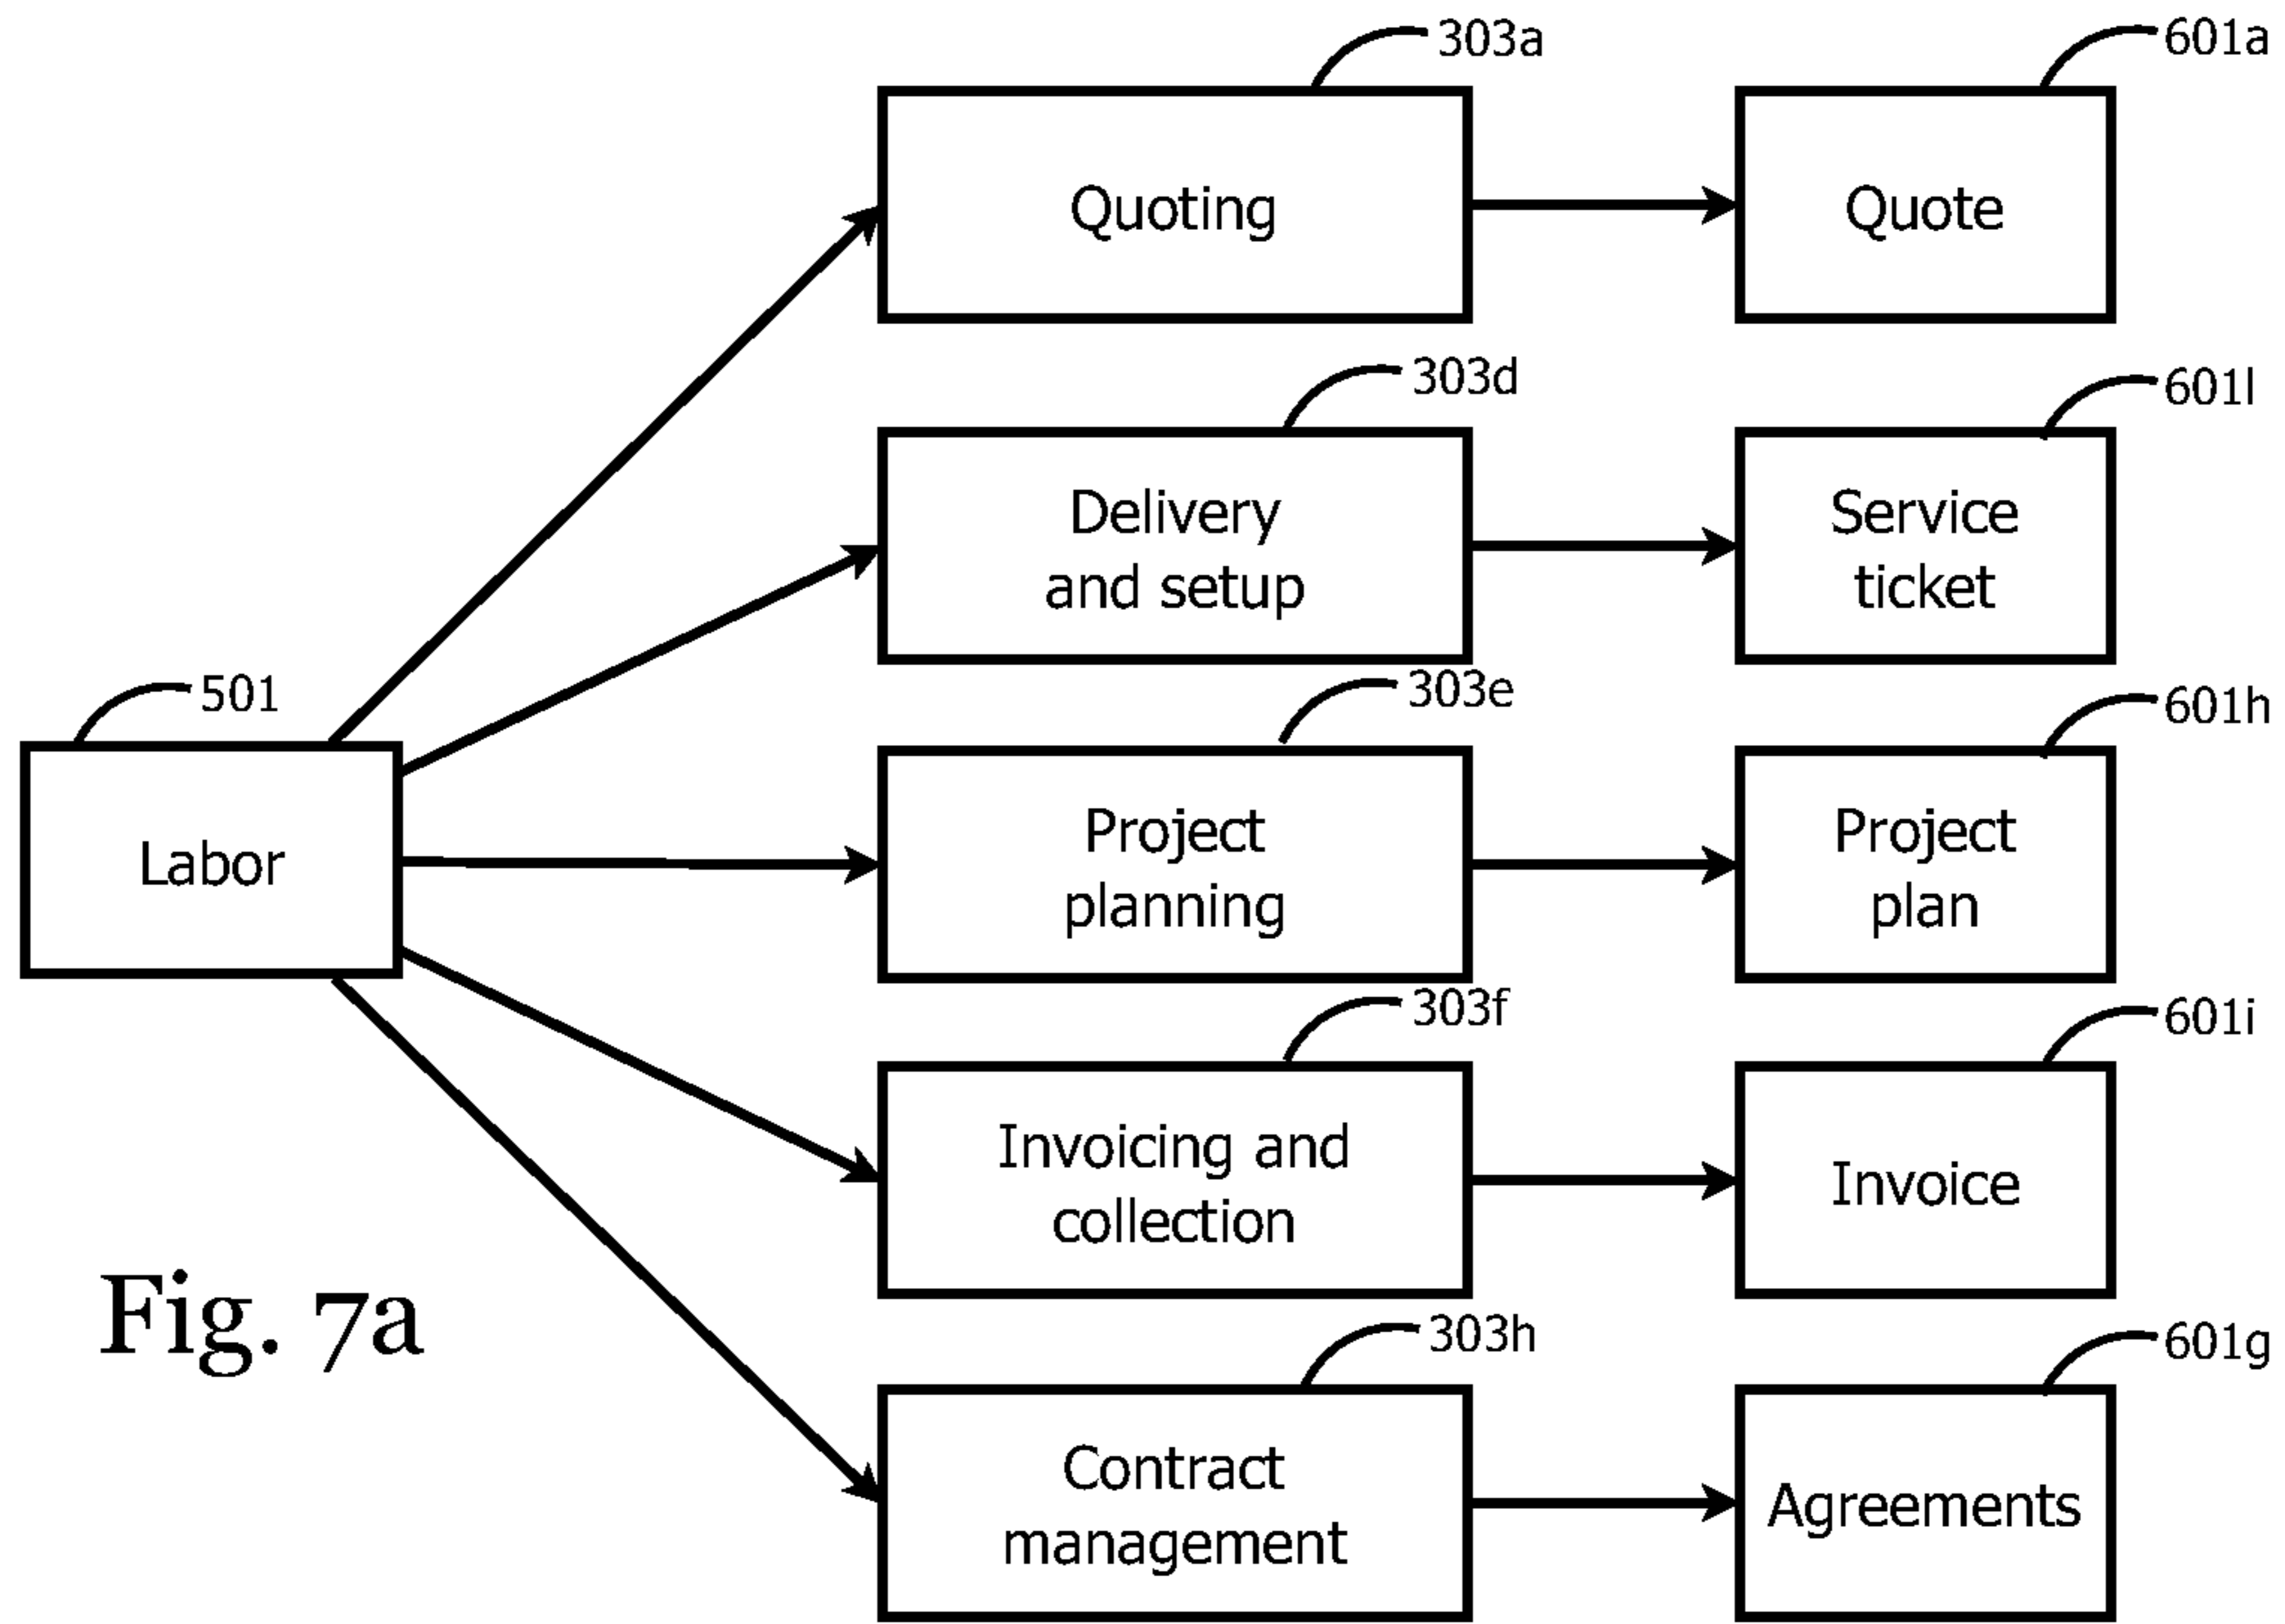 303a
601a
Quoting
Quote
303d
601l
Delivery
and setup
Service
ticket
501
Labor
303e
601h
Project
planning
Project
plan
303f
601i
Invoicing and
collection
Invoice
Fig. 7a
303h
601g
Contract
management
Agreements